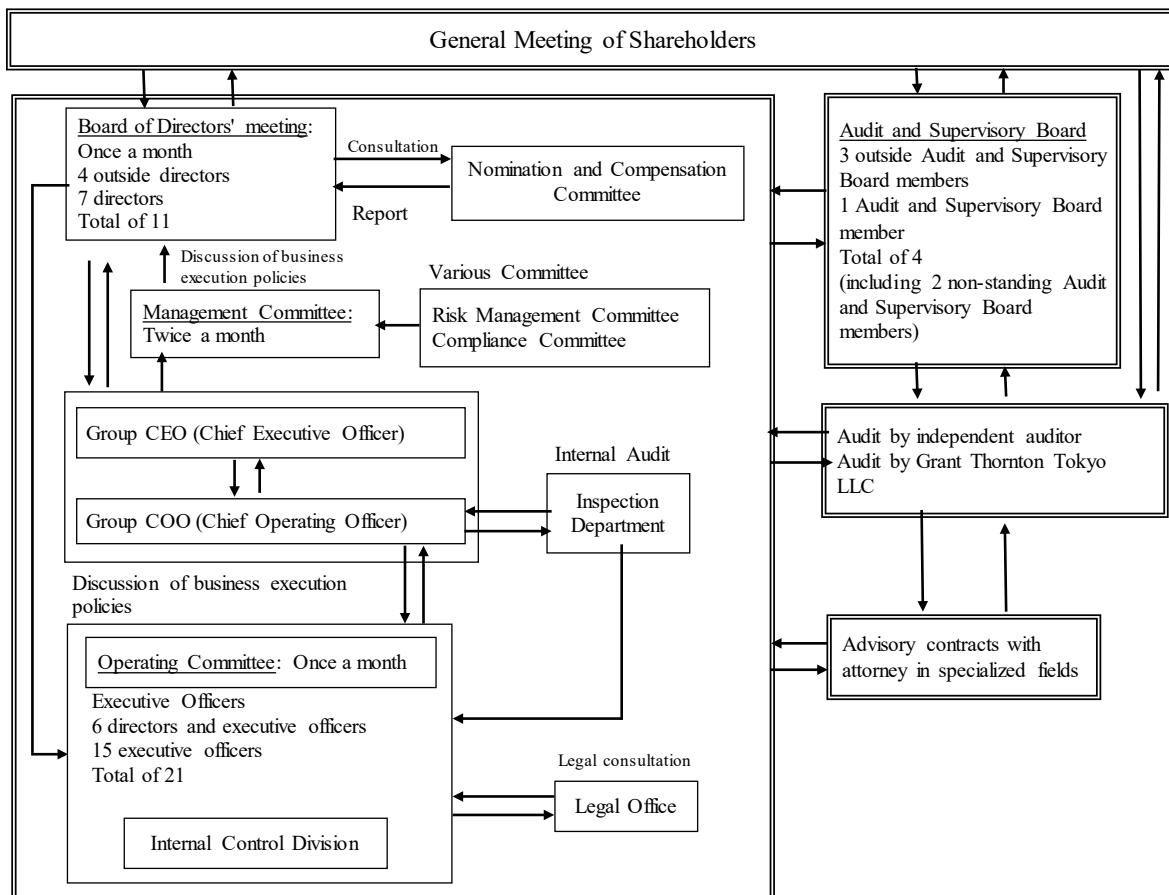 General Meeting of Shareholders
Board of Directors' meeting:
Once a month
4 outside directors
7 directors
Total of 11
Consultation
Report
Nomination and Compensation
Committee
Audit and Supervisory Board
3 outside Audit and Supervisory
Board members
1 Audit and Supervisory Board
member
Total of 4
(including 2 non-standing Audit
and Supervisory Board
members)
Discussion of business
execution policies
Management Committee:
Twice a month
Various Committee
Risk Management Committee
Compliance Committee
Group CEO (Chief Executive Officer)
Group COO (Chief Operating Officer)
Internal Audit
Inspection
Department
Audit by independent auditor
Audit by Grant Thornton Tokyo
LLC
Discussion of business execution
policies
Operating Committee: Once a month
Executive Officers
6 directors and executive officers
15 executive officers
Total of 21
Internal Control Division
Legal consultation
Legal Office
Advisory contracts with
attorney in specialized fields